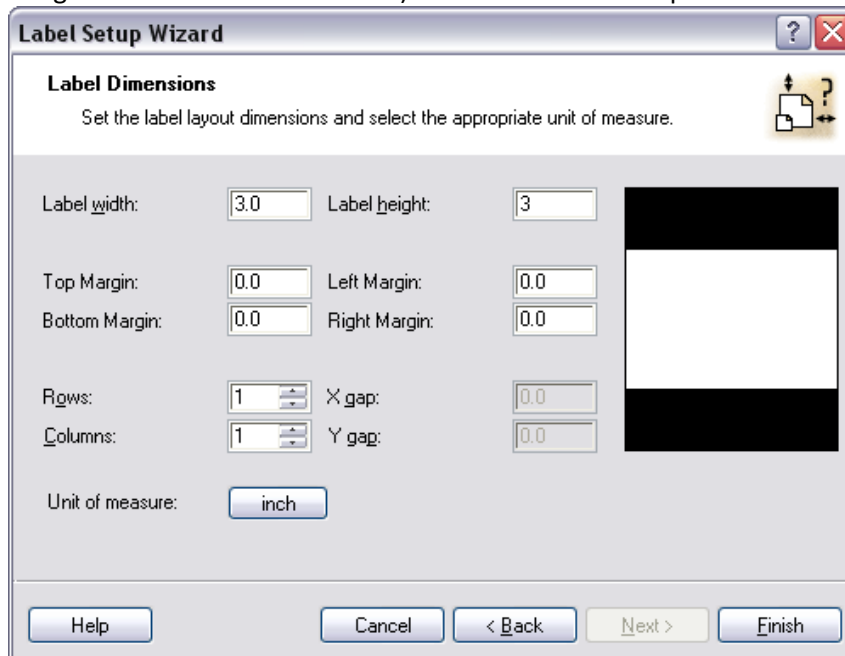 Label Setup Wizard
Label Dimensions
Set the label layout dimensions and select the appropriate unit of measure.
Label width: 3.0 Label height: 3
Top Margin: 0.0 Left Margin: 0.0
Bottom Margin: 0.0 Right Margin: 0.0
Rows: 1 X gap: 0.0
Columns: 1 Y gap: 0.0
Unit of measure: inch
Help Cancel < Back Next > Finish